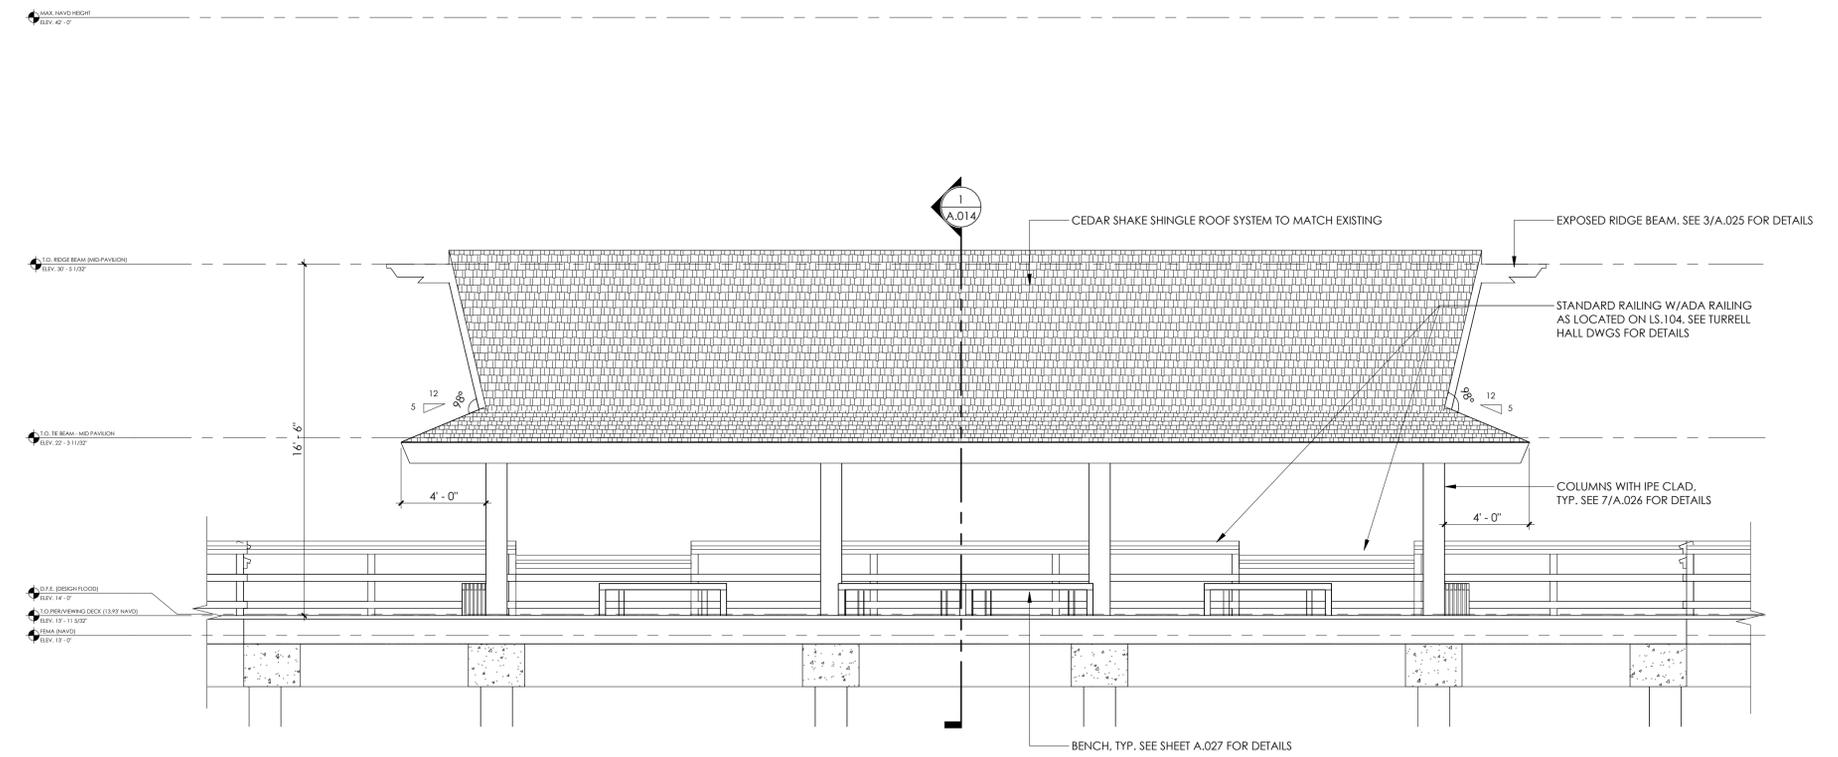 MAX. NAVD HEIGHT
ELEV. 42' - 0"
1
A.014
CEDAR SHAKE SHINGLE ROOF SYSTEM TO MATCH EXISTING
EXPOSED RIDGE BEAM. SEE 3/A.025 FOR DETAILS
T.O. RIDGE BEAM (MID-PAVILION)
ELEV. 30' - 5 1/32"
STANDARD RAILING W/ADA RAILING
AS LOCATED ON LS.104. SEE TURRELL
HALL DWGS FOR DETAILS
12
5
98°
98°
12
5
T.O. TIE BEAM - MID PAVILION
ELEV. 22' - 3 11/32"
16' - 6"
4' - 0"
COLUMNS WITH IPE CLAD,
TYP. SEE 7/A.026 FOR DETAILS
4' - 0"
D.F.E. (DESIGN FLOOD)
ELEV. 14' - 0"
T.O.PIER/VIEWING DECK (13.93' NAVD)
ELEV. 13' - 11 5/32"
FEMA (NAVD)
ELEV. 13' - 0"
BENCH, TYP. SEE SHEET A.027 FOR DETAILS